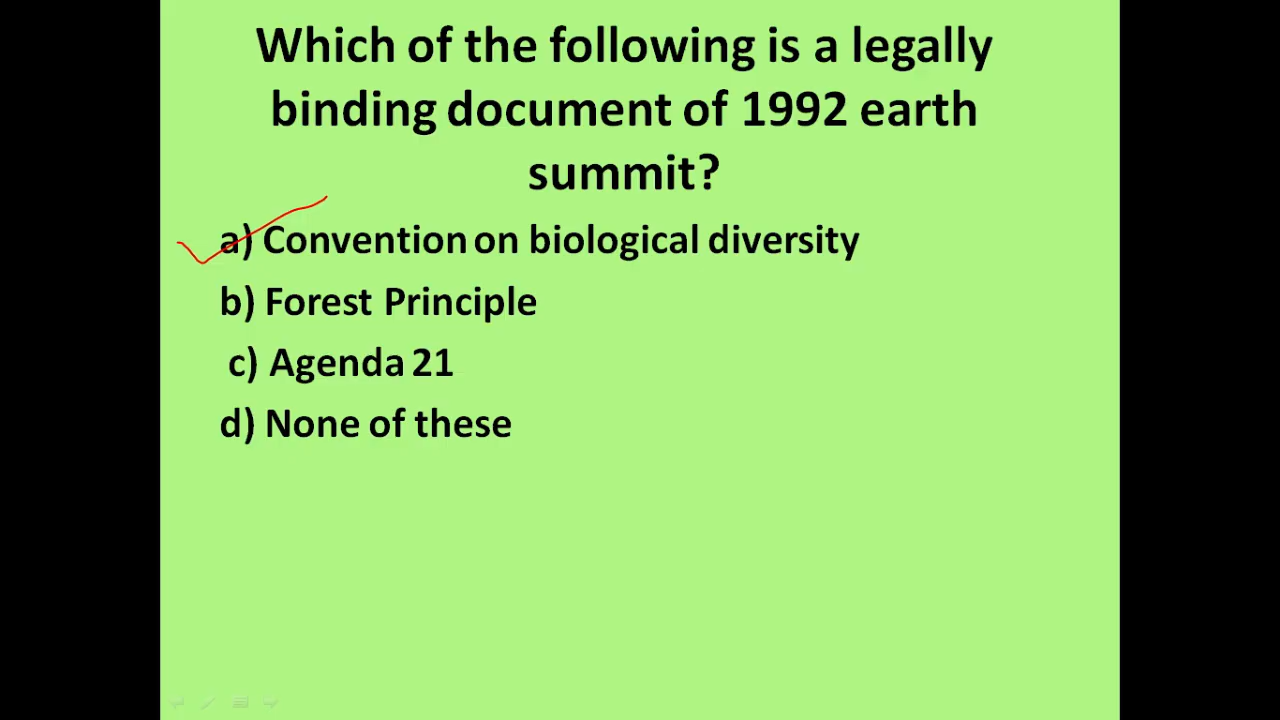 Which of the following is a legally
binding document of 1992 earth
summit?
a) Convention on biological diversity
b) Forest Principle
c) Agenda 21
d) None of these